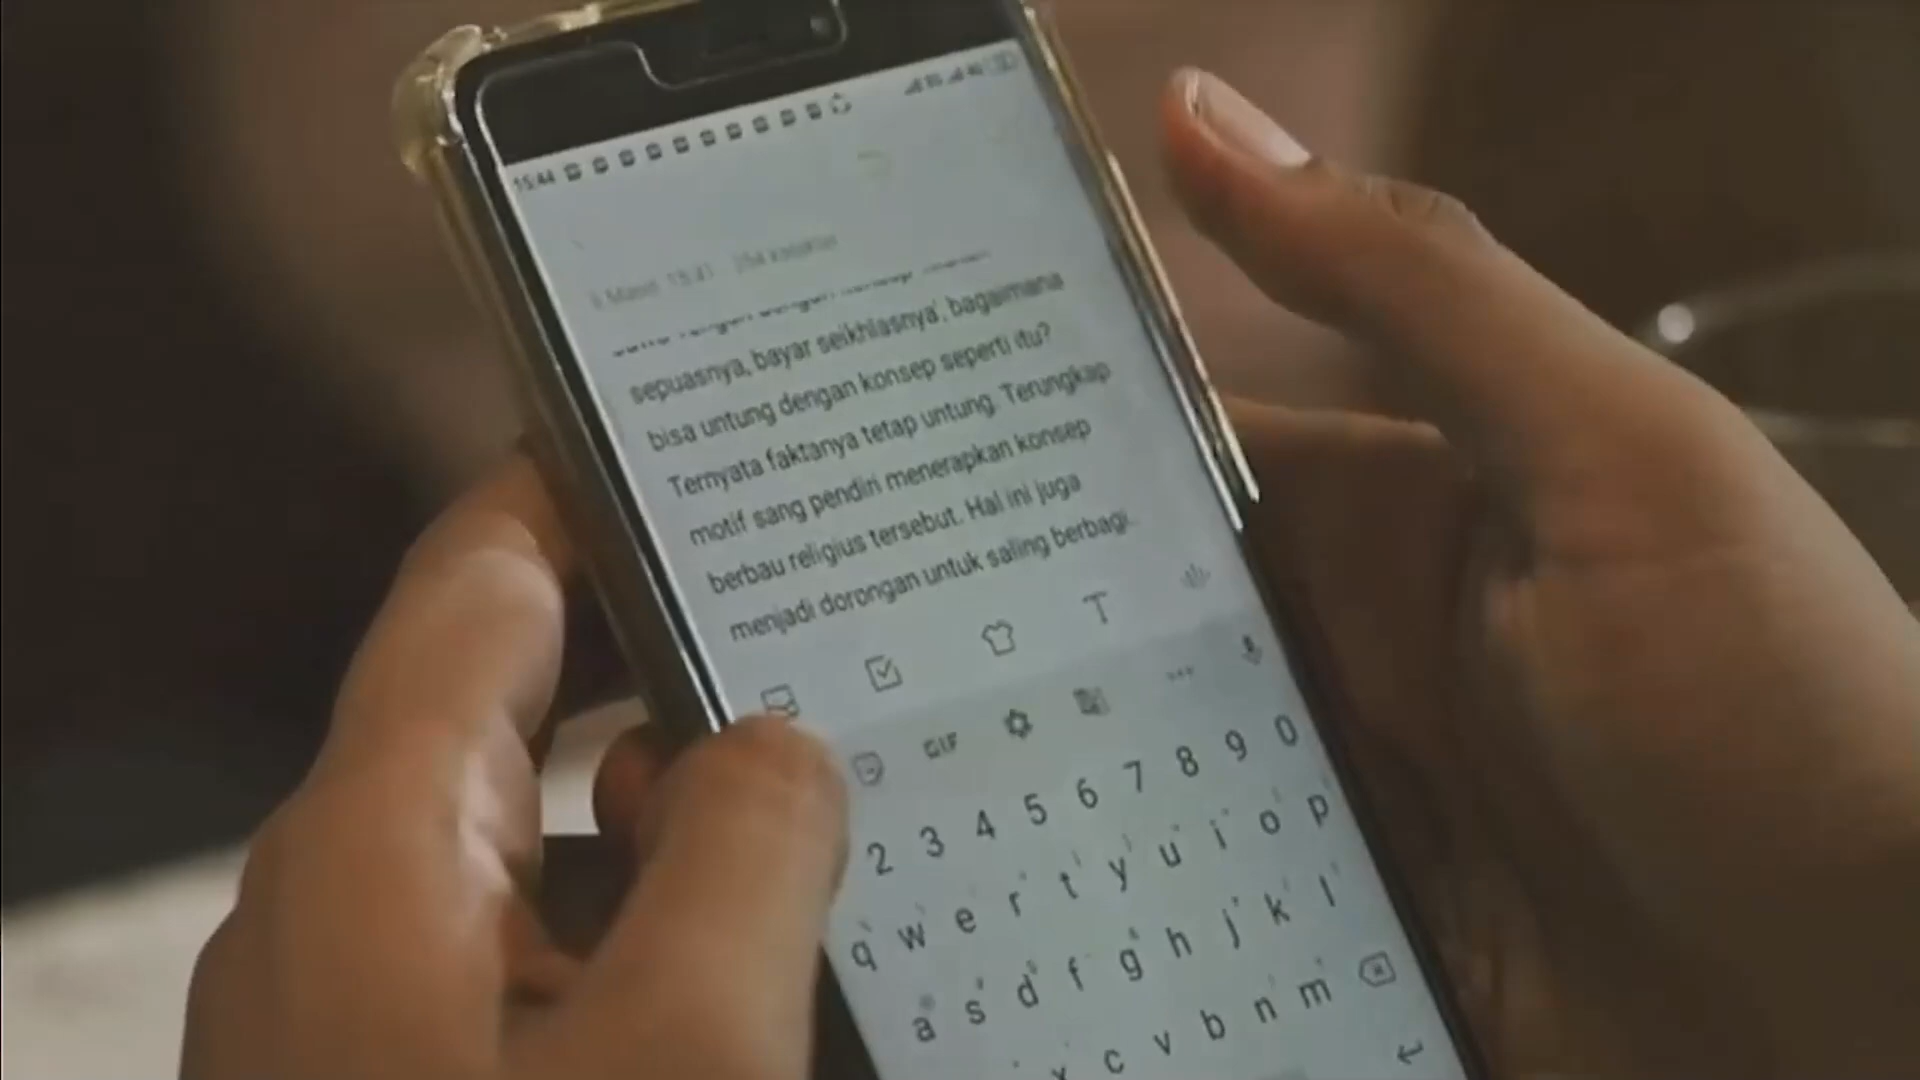 15:44
sepuasnya, bayar seikhlasnya', bagaimana
bisa untung dengan konsep seperti itu?
Ternyata faktanya tetap untung. Terungkap
motif sang pendiri menerapkan konsep
berbau religius tersebut. Hal ini juga
menjadi dorongan untuk saling berbagi.
T
GIF
2 3 4 5 6 7 8 9 0
q w e r t y u i o p
a s d f g h j k l
x c v b n m